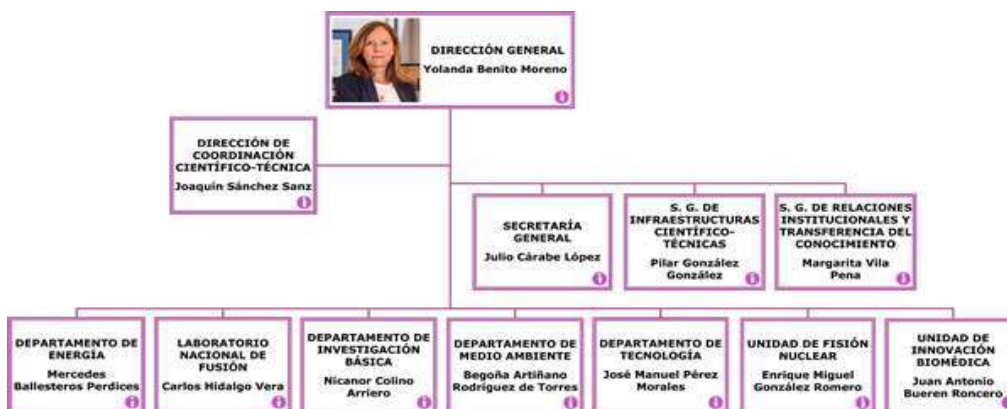 DIRECCIÓN GENERAL
Yolanda Benito Moreno
DIRECCIÓN DE
COORDINACIÓN
CIENTÍFICO-TÉCNICA
Joaquín Sánchez Sanz
SECRETARÍA
GENERAL
Julio Cárabe López
S. G. DE
INFRAESTRUCTURAS
CIENTÍFICO-
TÉCNICAS
Pilar González
González
S. G. DE RELACIONES
INSTITUCIONALES Y
TRANSFERENCIA DEL
CONOCIMIENTO
Margarita Vila
Pena
DEPARTAMENTO DE
ENERGÍA
Mercedes
Ballesteros Perdices
LABORATORIO
NACIONAL DE
FUSIÓN
Carlos Hidalgo Vera
DEPARTAMENTO DE
INVESTIGACIÓN
BÁSICA
Nicanor Colino
Arriero
DEPARTAMENTO DE
MEDIO AMBIENTE
Begoña Artiñano
Rodríguez de Torres
DEPARTAMENTO DE
TECNOLOGÍA
José Manuel Pérez
Morales
UNIDAD DE FISIÓN
NUCLEAR
Enrique Miguel
González Romero
UNIDAD DE
INNOVACIÓN
BIOMÉDICA
Juan Antonio
Bueren Roncero